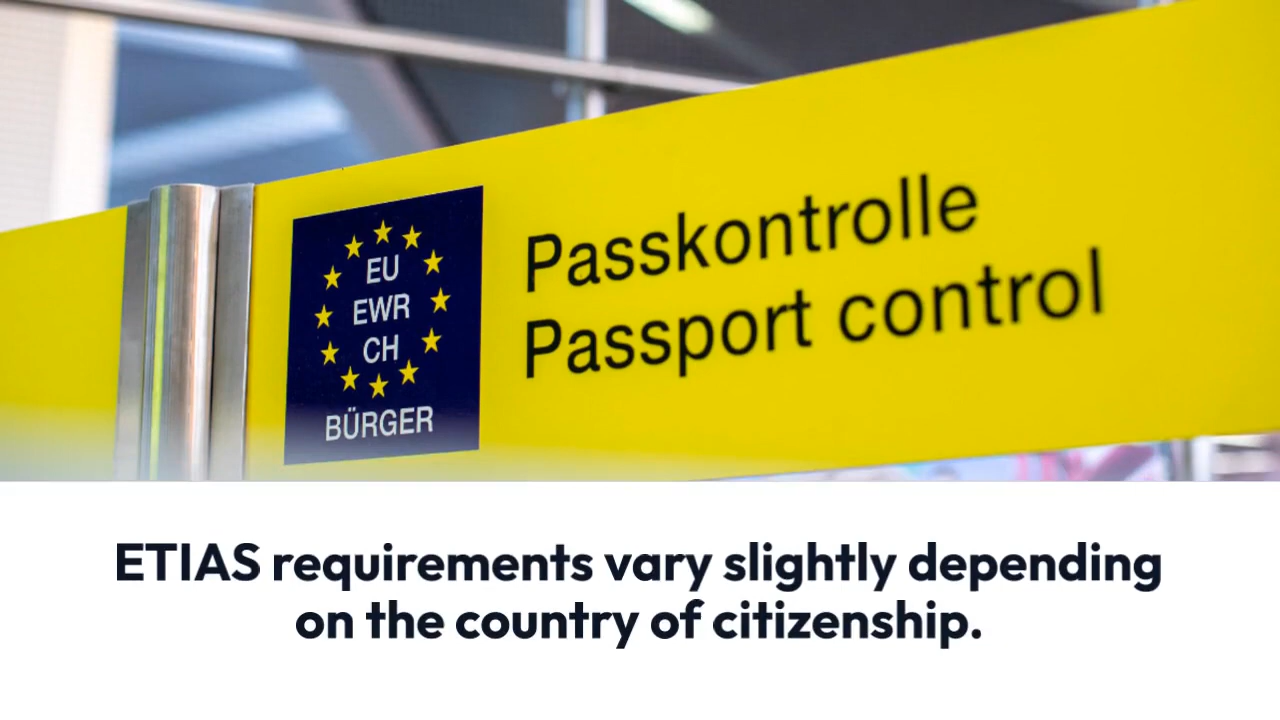 EU
EWR
CH
BÜRGER
Passkontrolle
Passport control
ETIAS requirements vary slightly depending
on the country of citizenship.